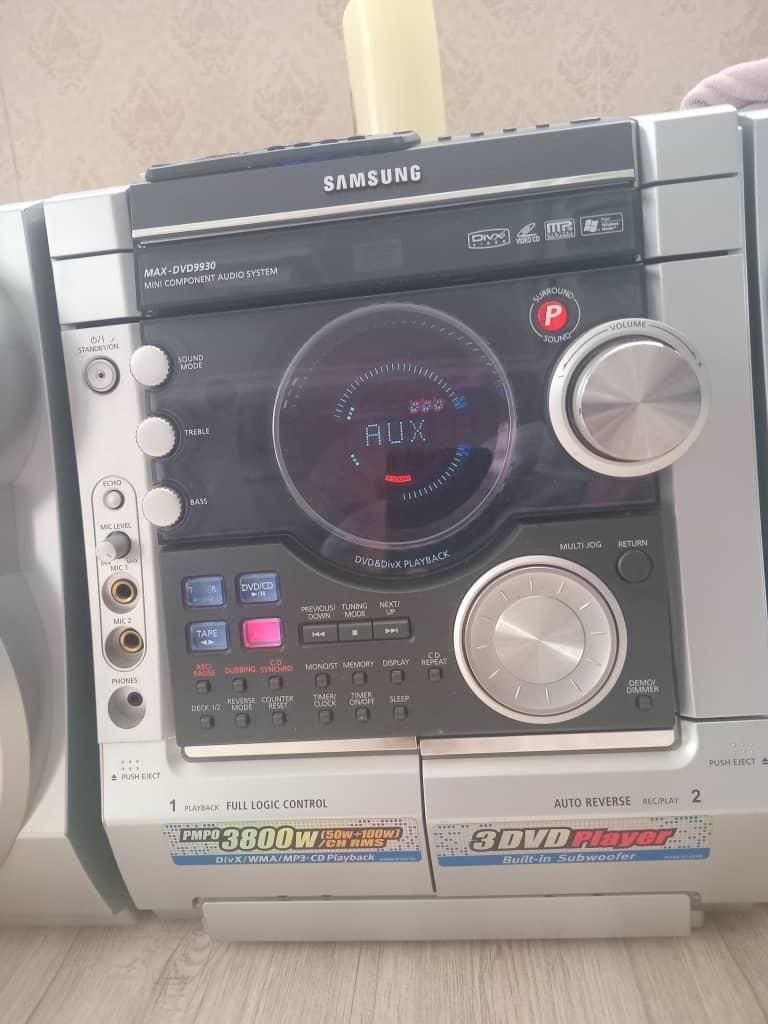 SAMSUNG
DivX
VIDEO CD
MAX-DVD9930
MINI COMPONENT AUDIO SYSTEM
SURROUND
P
SOUND
VOLUME
STANDBY/ON
SOUND
MODE
TREBLE
BASS
AUX
P.SOUND
DVD&DivX PLAYBACK
ECHO
MIC LEVEL
MIN MAX
MIC 1
MIC 2
PHONES
DVD/CD
TAPE
PREVIOUS/
DOWN
TUNING
MODE
NEXT/
UP
MULTI JOG
RETURN
REC/
PAUSE
DUBBING
CD
SYNCHRO
MONO/ST
MEMORY
DISPLAY
CD
REPEAT
DECK 1/2
REVERSE
MODE
COUNTER
RESET
TIMER/
CLOCK
TIMER
ON/OFF
SLEEP
DEMO/
DIMMER
PUSH EJECT
PUSH EJECT
1 PLAYBACK FULL LOGIC CONTROL
AUTO REVERSE REC/PLAY 2
PMPO 3800W (50W+100W)
/CH RMS
DivX/WMA/MP3-CD Playback
3DVD Player
Built-in Subwoofer